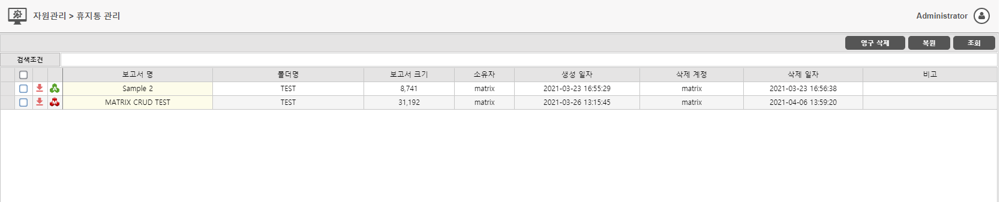 자원관리 > 휴지통 관리 Administrator
영구 삭제 복원 조회
검색조건
보고서 명 폴더명 보고서 크기 소유자 생성 일자 삭제 계정 삭제 일자 비고
A Sample 2 TEST 8,741 matrix 2021-03-23 16:55:29 matrix 2021-03-23 16:56:38
M MATRIX CRUD TEST TEST 31,192 matrix 2021-03-26 13:15:45 matrix 2021-04-06 13:59:20